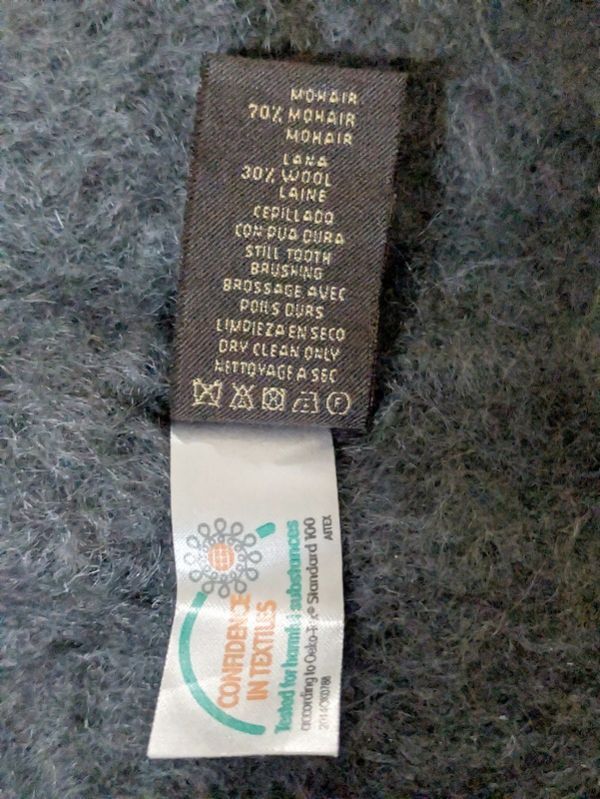 MOHAIR
70% MOHAIR
MOHAIR
LANA
30% WOOL
LAINE
CEPILLADO
CON PUA DURA
STILL TOOTH
BRUSHING
BROSSAGE AVEC
POILS DURS
LIMPIEZA EN SECO
DRY CLEAN ONLY
NETTOYAGE A SEC
F
CONFIDENCE
IN TEXTILES
Tested for harmful substances
according to Oeko-Tex® Standard 100
2014OK0788 AITEX